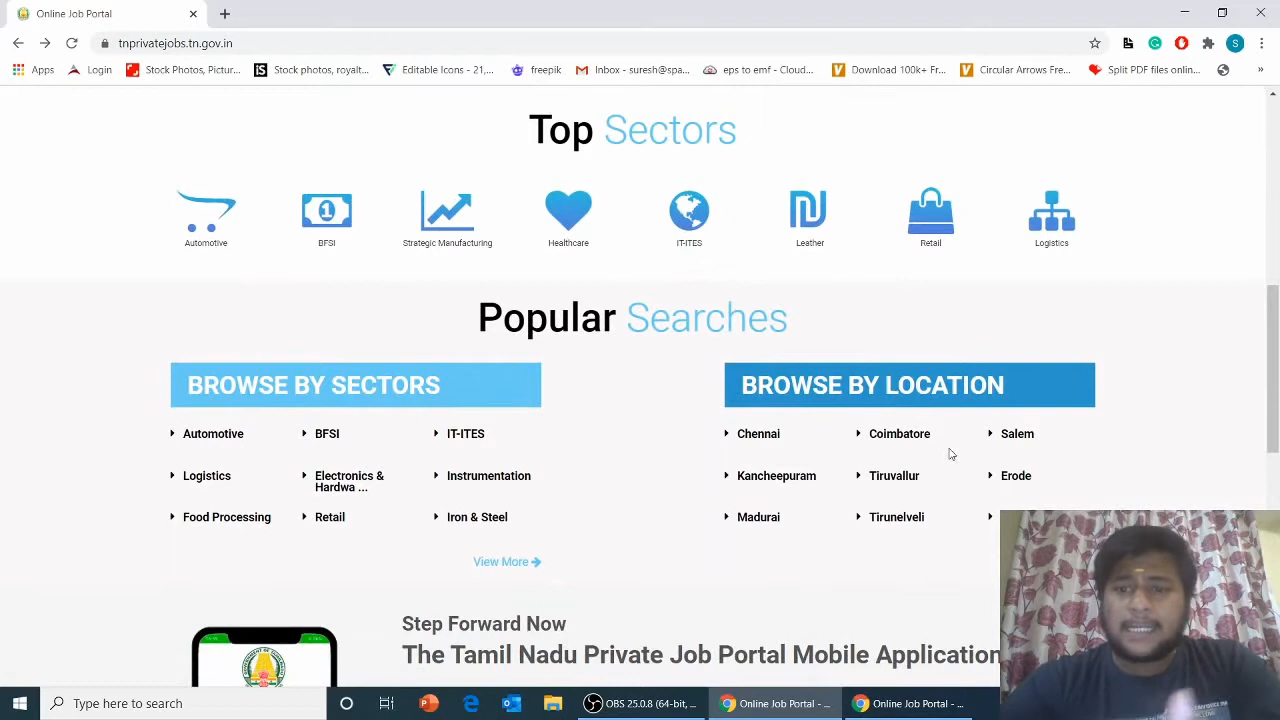 Online Job Portal
tnprivatejobs.tn.gov.in
Apps Login Stock Photos, Pictur... Stock photos, royalt... Editable Icons - 21,... freepik Inbox - suresh@spa... eps to emf - Cloud... Download 100k+ Fr... Circular Arrows Fre... Split PDF files onlin...
Top Sectors
Automotive BFSI Strategic Manufacturing Healthcare IT-ITES Leather Retail Logistics
Popular Searches
BROWSE BY SECTORS
Automotive BFSI IT-ITES
Logistics Electronics & Hardwa ... Instrumentation
Food Processing Retail Iron & Steel
View More
BROWSE BY LOCATION
Chennai Coimbatore Salem
Kancheepuram Tiruvallur Erode
Madurai Tirunelveli
Step Forward Now
The Tamil Nadu Private Job Portal Mobile Application
Type here to search
OBS 25.0.8 (64-bit, ...
Online Job Portal - ...
Online Job Portal - ...